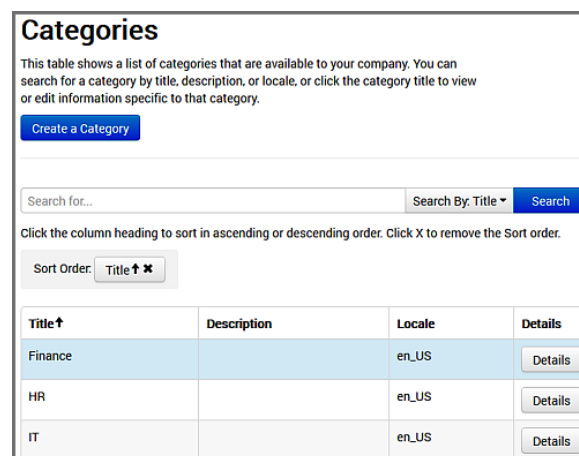 Categories
This table shows a list of categories that are available to your company. You can
search for a category by title, description, or locale, or click the category title to view
or edit information specific to that category.
Create a Category
Search for... Search By: Title Search
Click the column heading to sort in ascending or descending order. Click X to remove the Sort order.
Sort Order: Title
Title Description Locale Details
Finance en_US Details
HR en_US Details
IT en_US Details